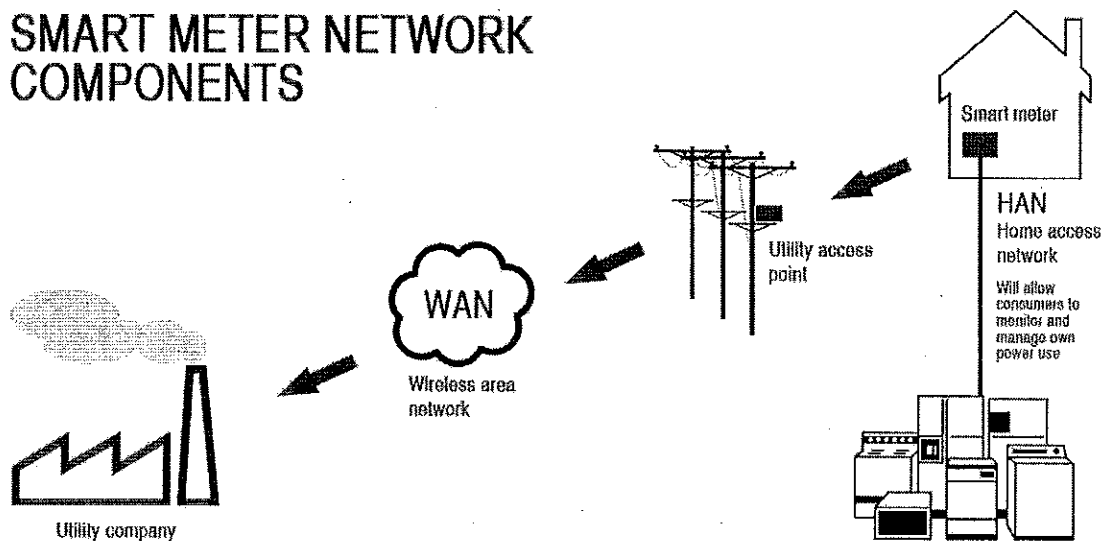 SMART METER NETWORK
COMPONENTS
Smart meter
HAN
Home access
network
Will allow
consumers to
monitor and
manage own
power use
Utility access
point
WAN
Wireless area
network
Utility company